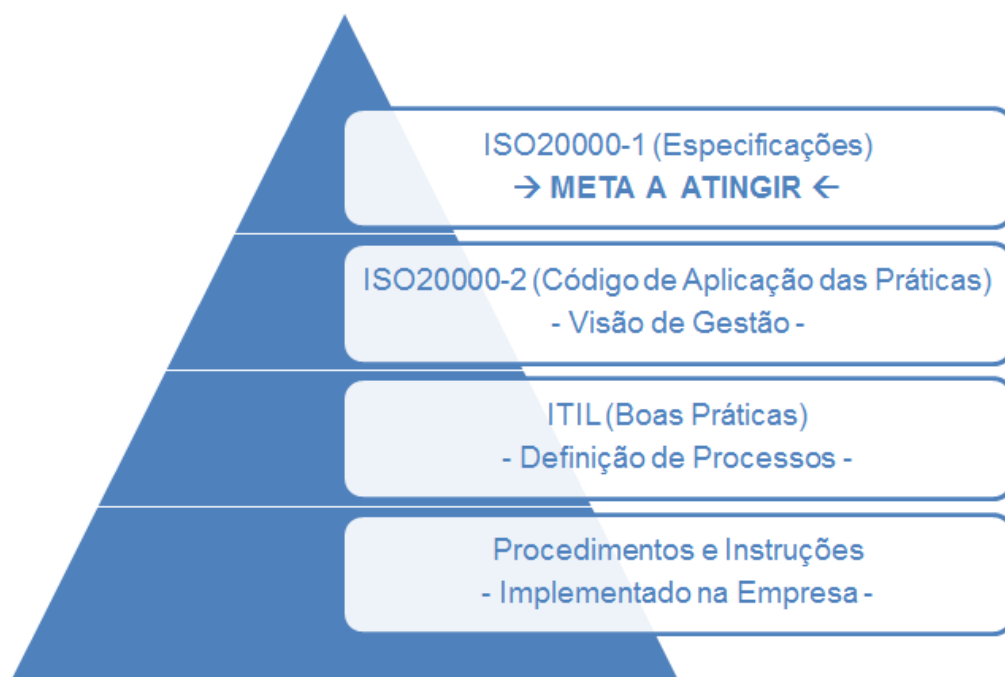 ISO20000-1 (Especificações)
→ META A ATINGIR ←
ISO20000-2 (Código de Aplicação das Práticas)
- Visão de Gestão -
ITIL (Boas Práticas)
- Definição de Processos -
Procedimentos e Instruções
- Implementado na Empresa -